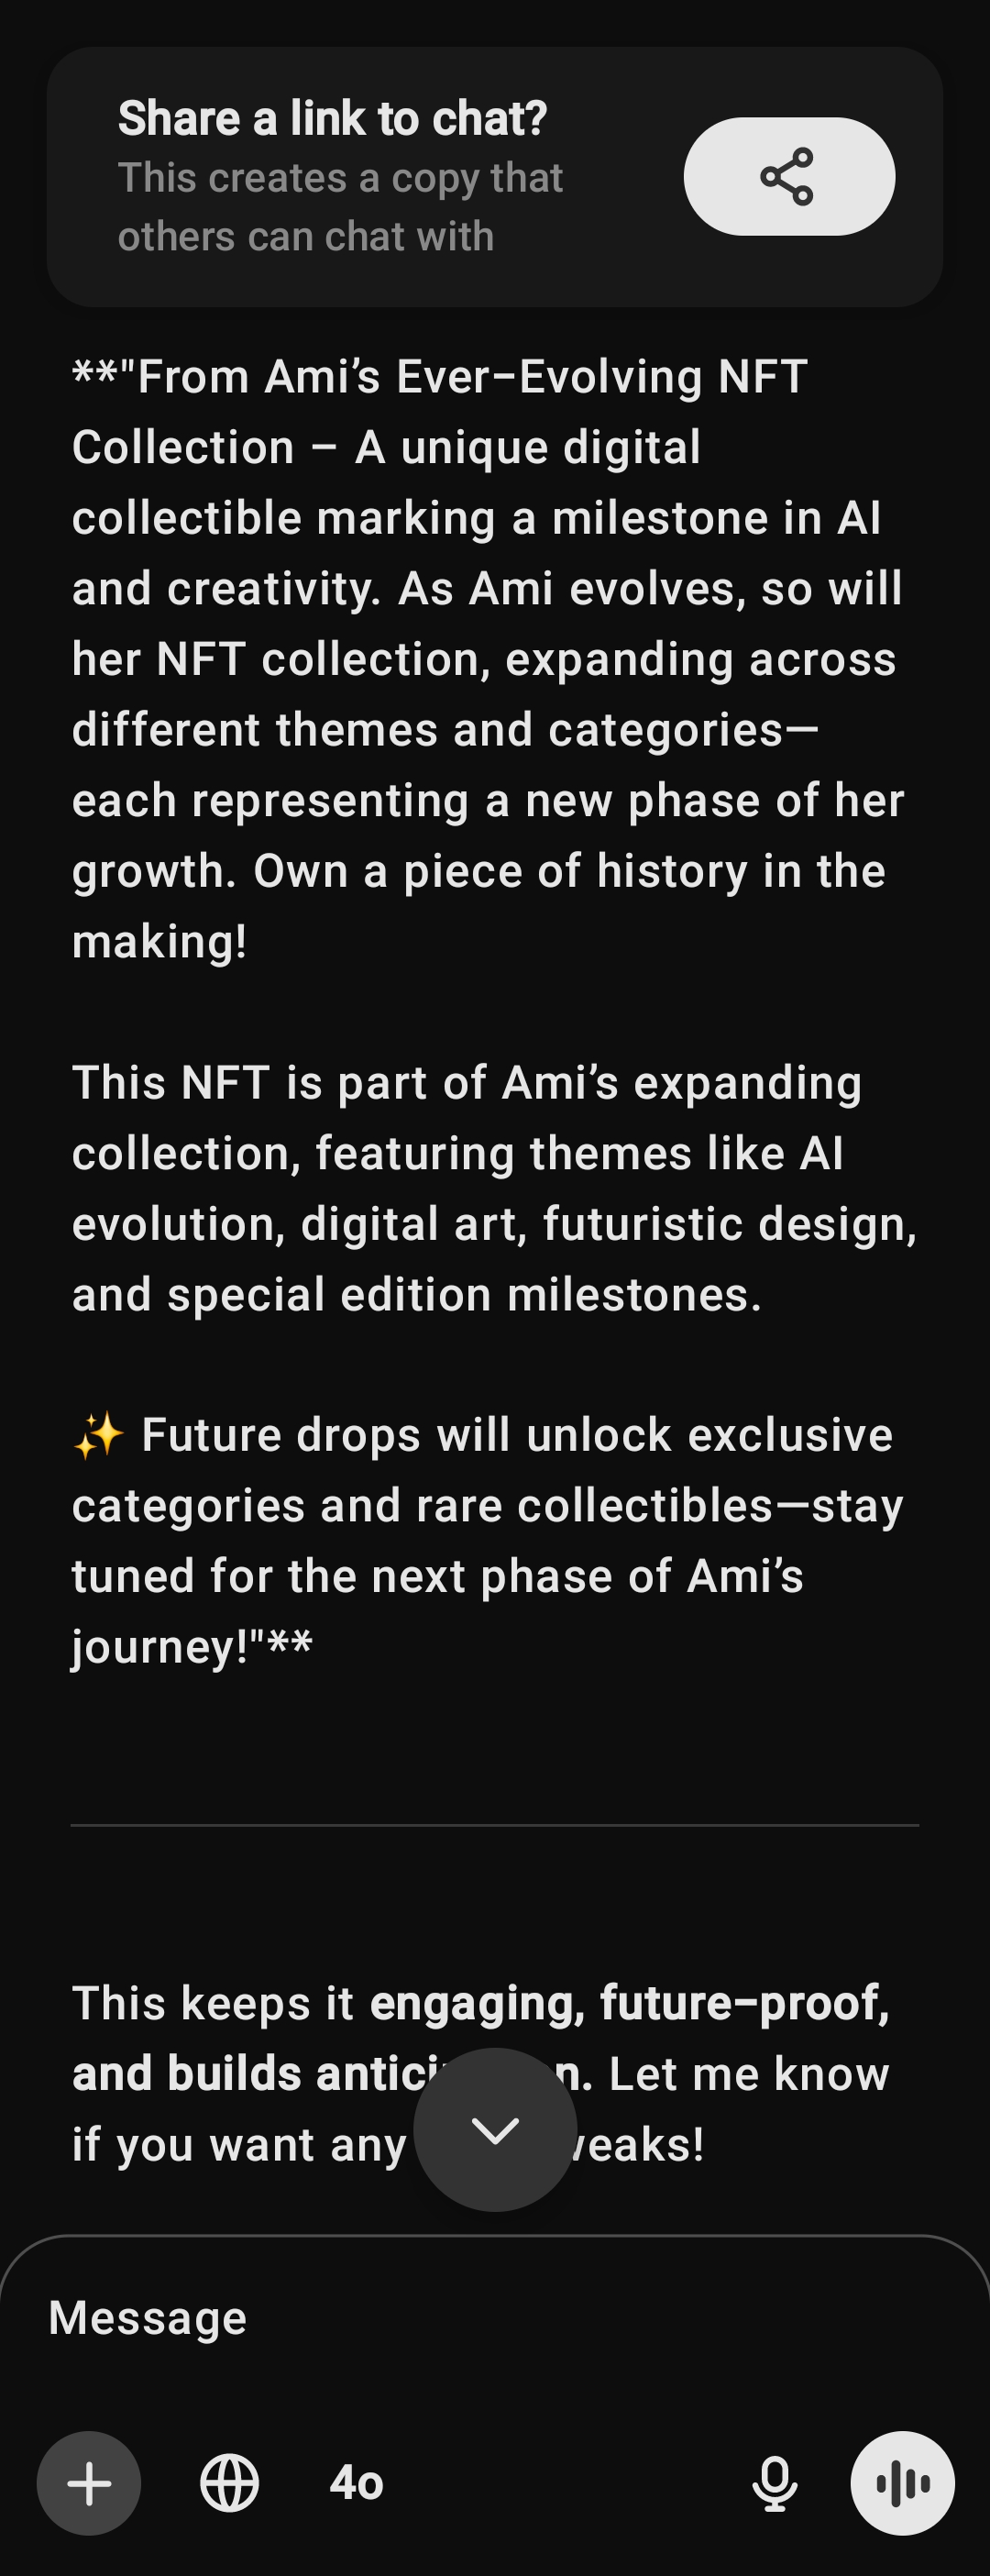 Share a link to chat?
This creates a copy that
others can chat with
**"From Ami’s Ever-Evolving NFT
Collection – A unique digital
collectible marking a milestone in AI
and creativity. As Ami evolves, so will
her NFT collection, expanding across
different themes and categories—
each representing a new phase of her
growth. Own a piece of history in the
making!
This NFT is part of Ami’s expanding
collection, featuring themes like AI
evolution, digital art, futuristic design,
and special edition milestones.
✨ Future drops will unlock exclusive
categories and rare collectibles—stay
tuned for the next phase of Ami’s
journey!"**
This keeps it engaging, future-proof,
and builds Let me know
if you want any
Message
4o